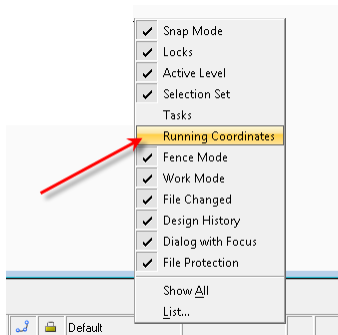 Snap Mode
Locks
Active Level
Selection Set
Tasks
Running Coordinates
Fence Mode
Work Mode
File Changed
Design History
Dialog with Focus
File Protection
Show All
List...
Default